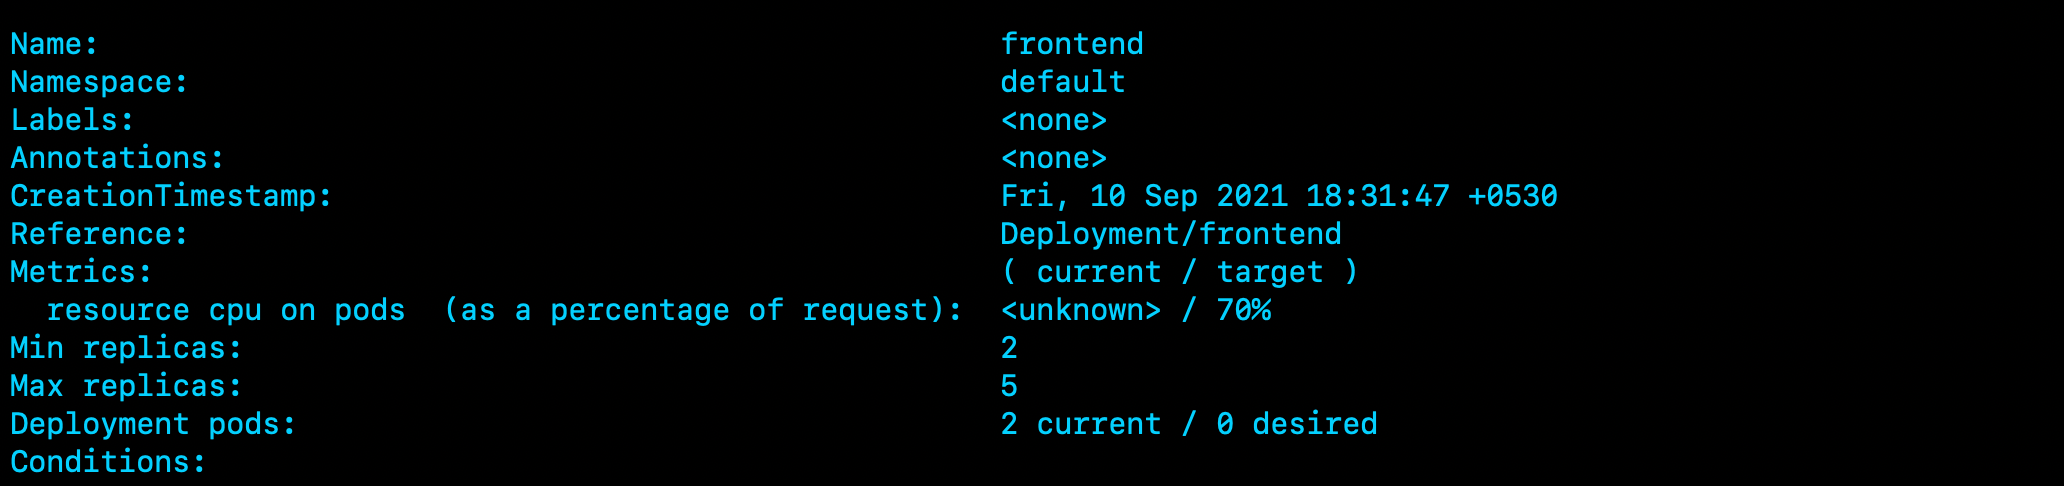 Name: frontend
Namespace: default
Labels: <none>
Annotations: <none>
CreationTimestamp: Fri, 10 Sep 2021 18:31:47 +0530
Reference: Deployment/frontend
Metrics: ( current / target )
  resource cpu on pods  (as a percentage of request): <unknown> / 70%
Min replicas: 2
Max replicas: 5
Deployment pods: 2 current / 0 desired
Conditions: